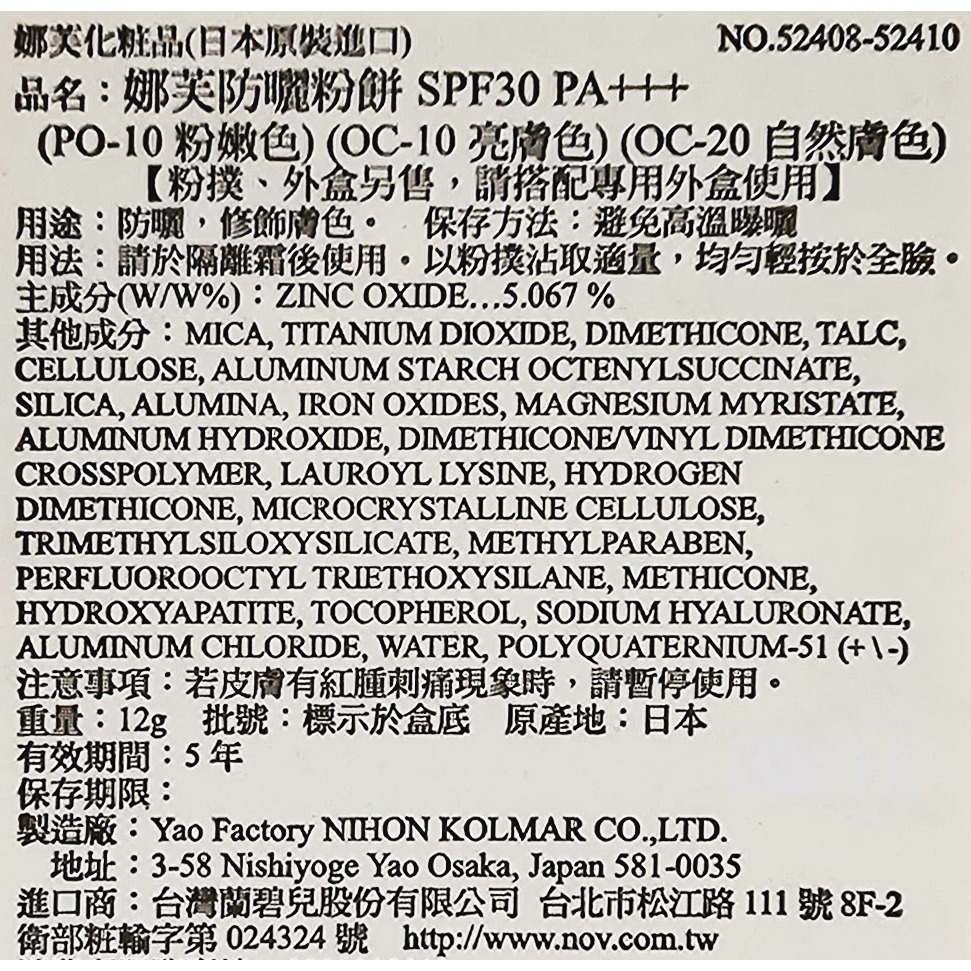 娜芙化粧品(日本原裝進口) NO.52408-52410
品名：娜芙防曬粉餅 SPF30 PA+++
(PO-10 粉嫩色) (OC-10 亮膚色) (OC-20 自然膚色)
【粉撲、外盒另售，請搭配專用外盒使用】
用途：防曬，修飾膚色。 保存方法：避免高溫曝曬
用法：請於隔離霜後使用。以粉撲沾取適量，均勻輕按於全臉。
主成分(W/W%)：ZINC OXIDE...5.067 %
其他成分：MICA, TITANIUM DIOXIDE, DIMETHICONE, TALC,
CELLULOSE, ALUMINUM STARCH OCTENYLSUCCINATE,
SILICA, ALUMINA, IRON OXIDES, MAGNESIUM MYRISTATE,
ALUMINUM HYDROXIDE, DIMETHICONE/VINYL DIMETHICONE
CROSSPOLYMER, LAUROYL LYSINE, HYDROGEN
DIMETHICONE, MICROCRYSTALLINE CELLULOSE,
TRIMETHYLSILOXYSILICATE, METHYLPARABEN,
PERFLUOROOCTYL TRIETHOXYSILANE, METHICONE,
HYDROXYAPATITE, TOCOPHEROL, SODIUM HYALURONATE,
ALUMINUM CHLORIDE, WATER, POLYQUATERNIUM-51 (+ \ -)
注意事項：若皮膚有紅腫刺痛現象時，請暫停使用。
重量：12g 批號：標示於盒底 原產地：日本
有效期間：5 年
保存期限：
製造廠：Yao Factory NIHON KOLMAR CO.,LTD.
地址：3-58 Nishiyoge Yao Osaka, Japan 581-0035
進口商：台灣蘭碧兒股份有限公司 台北市松江路 111 號 8F-2
衛部粧輸字第 024324 號 http://www.nov.com.tw